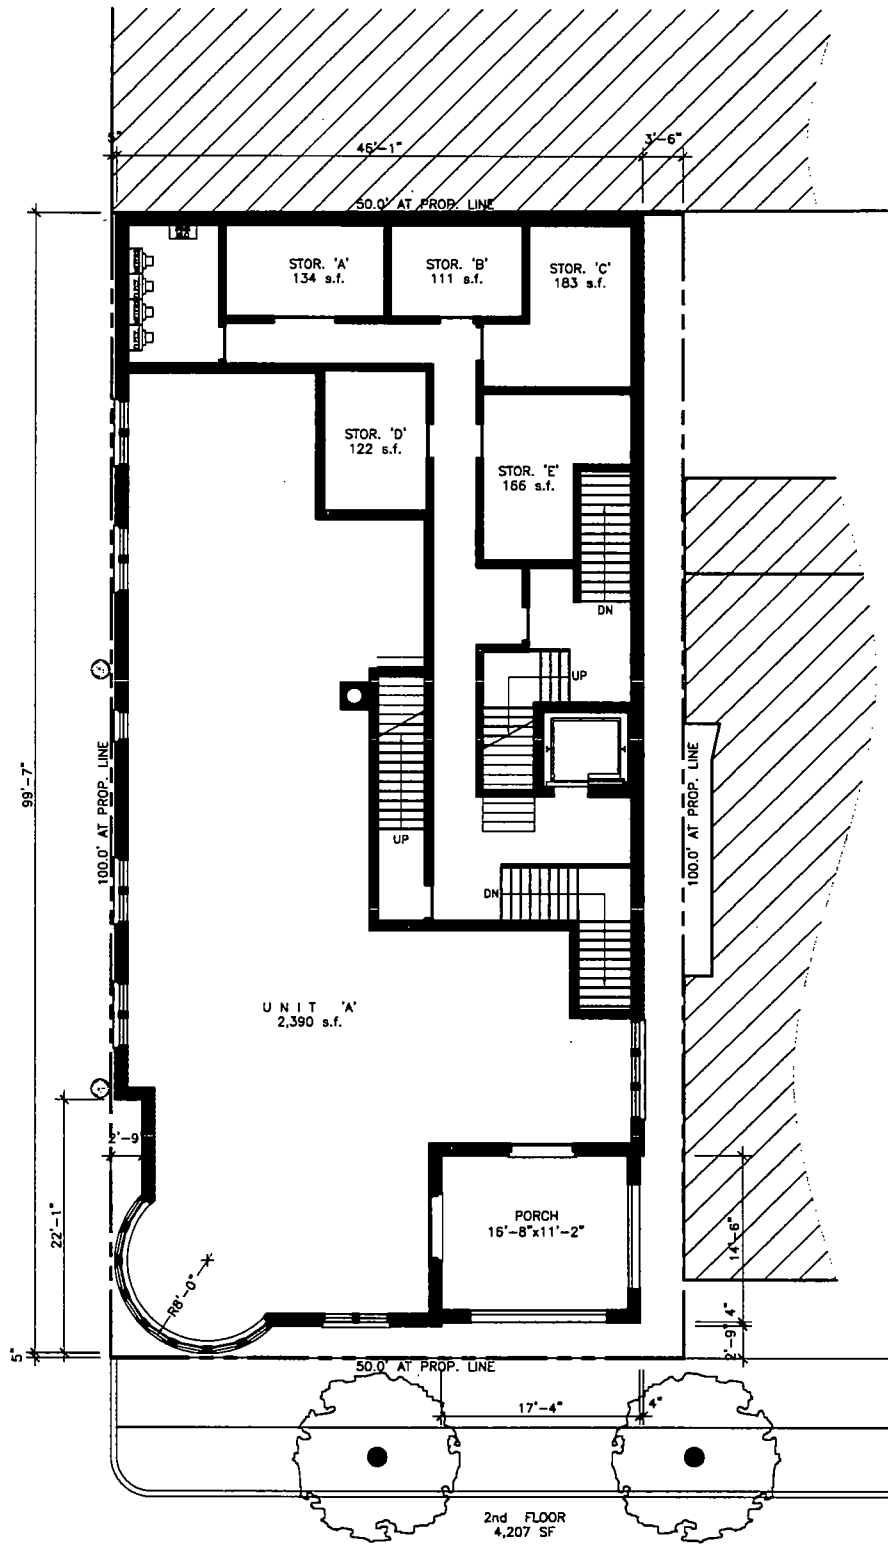 5"
46'-1"
3'-6"
50.0' AT PROP. LINE
STOR. 'A'
134 s.f.
STOR. 'B'
111 s.f.
STOR. 'C'
183 s.f.
STOR. 'D'
122 s.f.
STOR. 'E'
166 s.f.
DN
UP
UP
DN
99'-7"
100.0' AT PROP. LINE
100.0' AT PROP. LINE
U N I T 'A'
2,390 s.f.
2'-9
22'-1"
PORCH
16'-8"x11'-2"
R8'-0"
14'-6"
4"
2'-9"
5"
50.0' AT PROP. LINE
17'-4"
4"
2nd FLOOR
4,207 SF